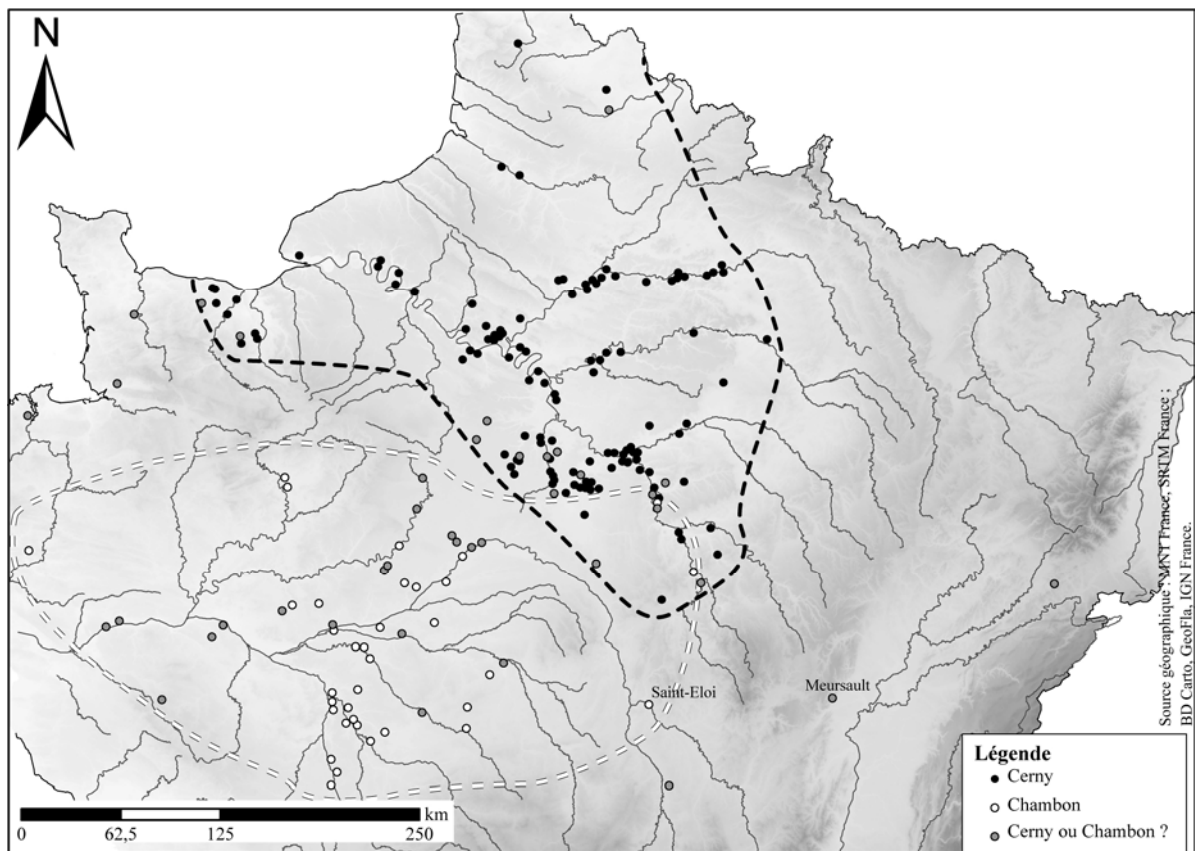 N
Saint-Eloi
Meursault
Source géographique : MNT France, SRTM France ;
BD Carto, GeoFla, IGN France.
Légende
Cerny
Chambon
Cerny ou Chambon ?
km
0 62,5 125 250